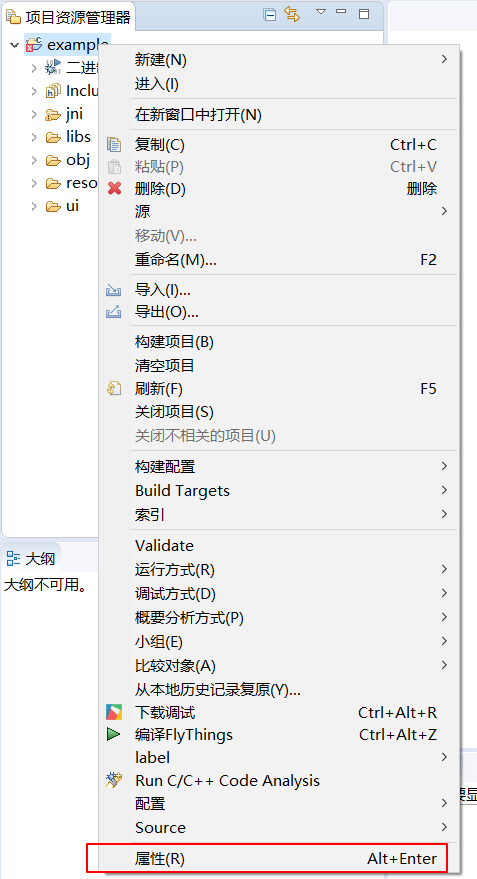 项目资源管理器
example
二进
Inclu
jni
libs
obj
reso
ui
新建(N)
进入(I)
在新窗口中打开(N)
复制(C) Ctrl+C
粘贴(P) Ctrl+V
删除(D) 删除
源
移动(V)...
重命名(M)... F2
导入(I)...
导出(O)...
构建项目(B)
清空项目
刷新(F) F5
关闭项目(S)
关闭不相关的项目(U)
构建配置
Build Targets
索引
Validate
运行方式(R)
调试方式(D)
概要分析方式(P)
小组(E)
比较对象(A)
从本地历史记录复原(Y)...
下载调试 Ctrl+Alt+R
编译FlyThings Ctrl+Alt+Z
label
Run C/C++ Code Analysis
配置
Source
属性(R) Alt+Enter
大纲
大纲不可用。
要显